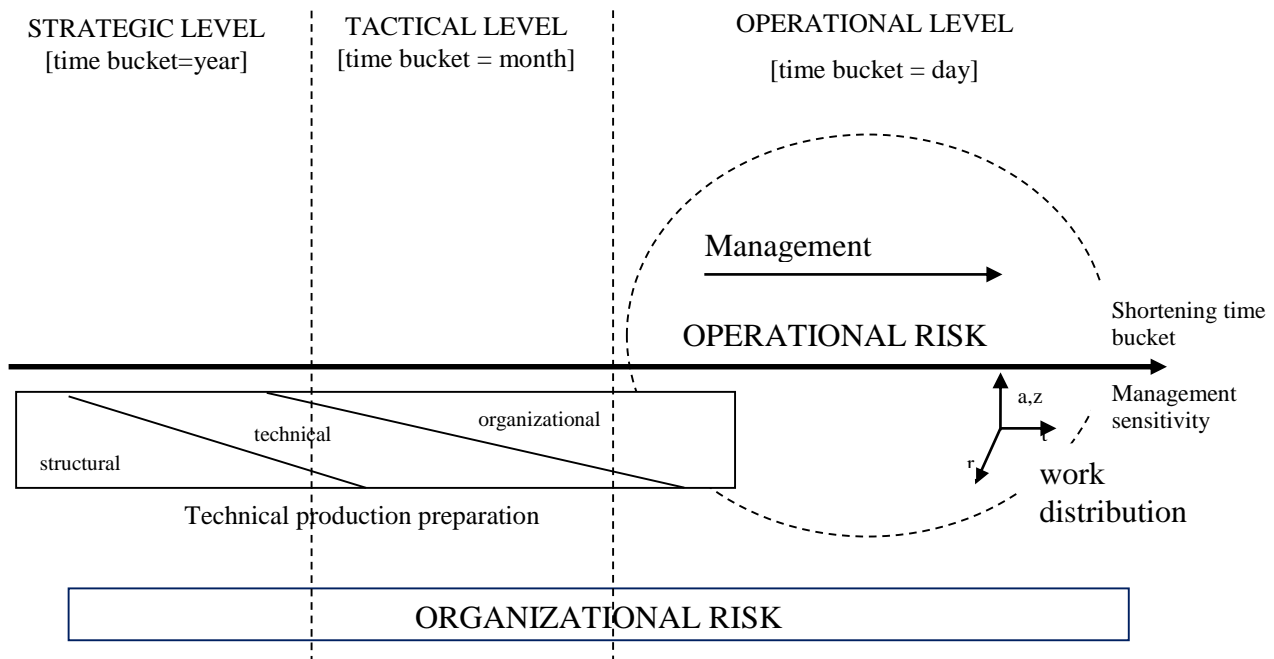 STRATEGIC LEVEL
[time bucket=year]
TACTICAL LEVEL
[time bucket = month]
OPERATIONAL LEVEL
[time bucket = day]
Management
OPERATIONAL RISK
Shortening time
bucket
Management
sensitivity
a,z
r
work
distribution
organizational
technical
structural
Technical production preparation
ORGANIZATIONAL RISK